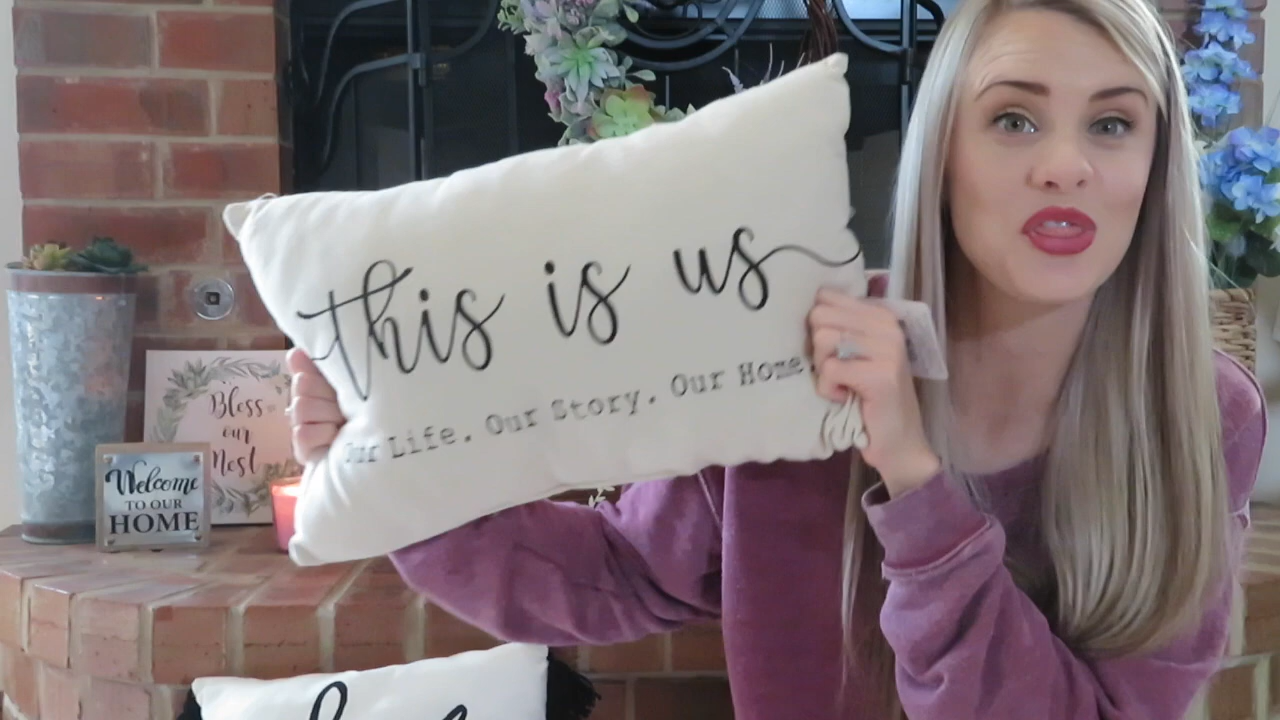 this is us
Our Life. Our Story. Our Home
Bless
our
Nest
Welcome
TO OUR
HOME